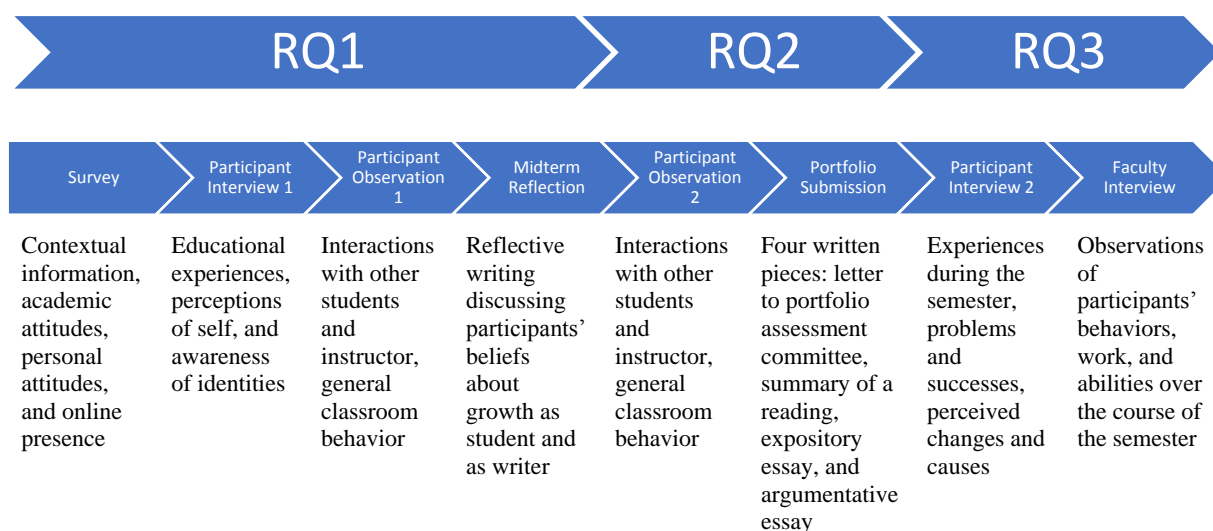 RQ1
RQ2
RQ3
Survey
Participant
Interview 1
Participant
Observation
1
Midterm
Reflection
Participant
Observation
2
Portfolio
Submission
Participant
Interview 2
Faculty
Interview
Contextual
information,
academic
attitudes,
personal
attitudes,
and online
presence
Educational
experiences,
perceptions
of self, and
awareness
of identities
Interactions
with other
students
and
instructor,
general
classroom
behavior
Reflective
writing
discussing
participants’
beliefs
about
growth as
student and
as writer
Interactions
with other
students
and
instructor,
general
classroom
behavior
Four written
pieces: letter
to portfolio
assessment
committee,
summary of a
reading,
expository
essay, and
argumentative
essay
Experiences
during the
semester,
problems
and
successes,
perceived
changes and
causes
Observations
of
participants’
behaviors,
work, and
abilities over
the course of
the semester